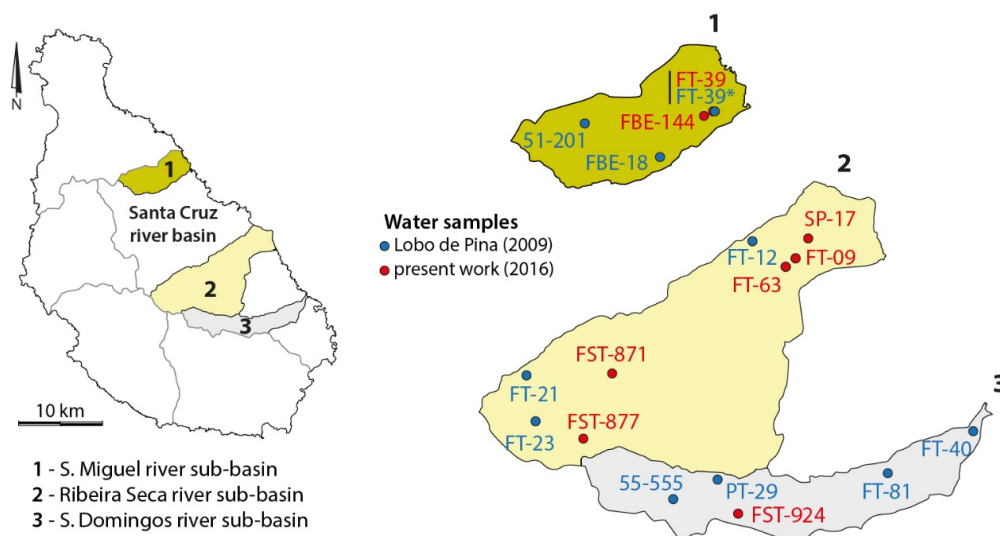 N
1
Santa Cruz
river basin
2
3
10 km
1 - S. Miguel river sub-basin
2 - Ribeira Seca river sub-basin
3 - S. Domingos river sub-basin
Water samples
Lobo de Pina (2009)
present work (2016)
1
FT-39
FT-39*
FBE-144
51-201
FBE-18
2
SP-17
FT-12
FT-09
FT-63
FST-871
FT-21
FST-877
FT-23
3
FT-40
55-555
PT-29
FT-81
FST-924